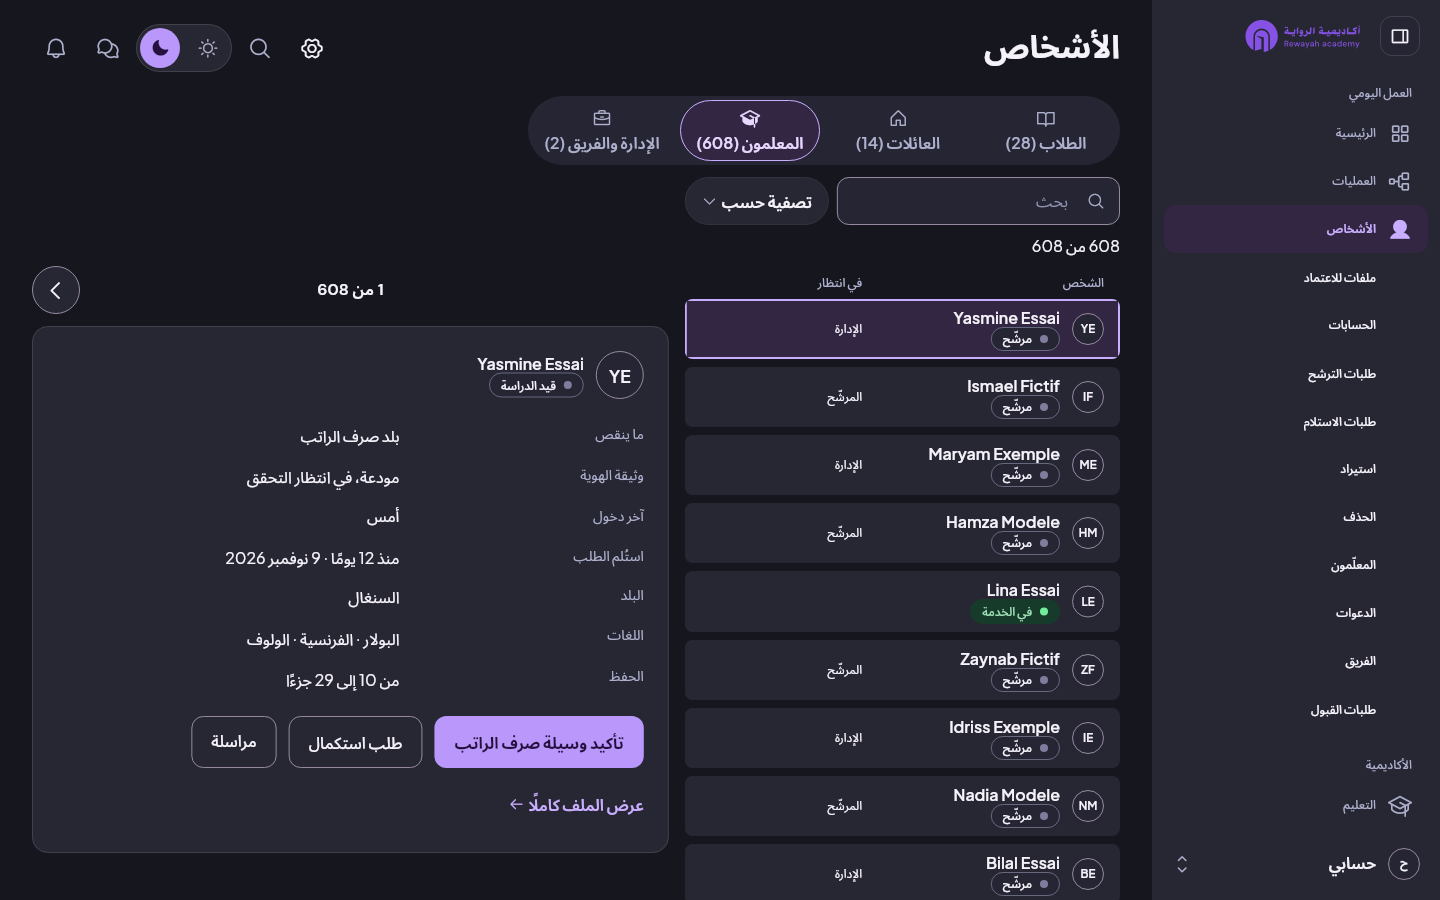 أكاديمية الرواية
Rewayah academy
العمل اليومي
الرئيسية
العمليات
الأشخاص
ملفات للاعتماد
الحسابات
طلبات الترشح
طلبات الاستلام
استيراد
الحذف
المعلّمون
الدعوات
الفريق
طلبات القبول
الأكاديمية
التعليم
ح
حسابي
الأشخاص
الطلاب (28)
العائلات (14)
المعلمون (608)
الإدارة والفريق (2)
بحث
تصفية حسب
608 من 608
الشخص
في انتظار
YE
Yasmine Essai
مرشّح
الإدارة
IF
Ismael Fictif
مرشّح
المرشّح
ME
Maryam Exemple
مرشّح
الإدارة
HM
Hamza Modele
مرشّح
المرشّح
LE
Lina Essai
في الخدمة
ZF
Zaynab Fictif
مرشّح
المرشّح
IE
Idriss Exemple
مرشّح
الإدارة
NM
Nadia Modele
مرشّح
المرشّح
BE
Bilal Essai
مرشّح
الإدارة
1 من 608
YE
Yasmine Essai
قيد الدراسة
ما ينقص
بلد صرف الراتب
وثيقة الهوية
مودعة، في انتظار التحقق
آخر دخول
أمس
استُلم الطلب
منذ 12 يومًا · 9 نوفمبر 2026
البلد
السنغال
اللغات
البولار · الفرنسية · الولوف
الحفظ
من 10 إلى 29 جزءًا
تأكيد وسيلة صرف الراتب
طلب استكمال
مراسلة
عرض الملف كاملًا ←